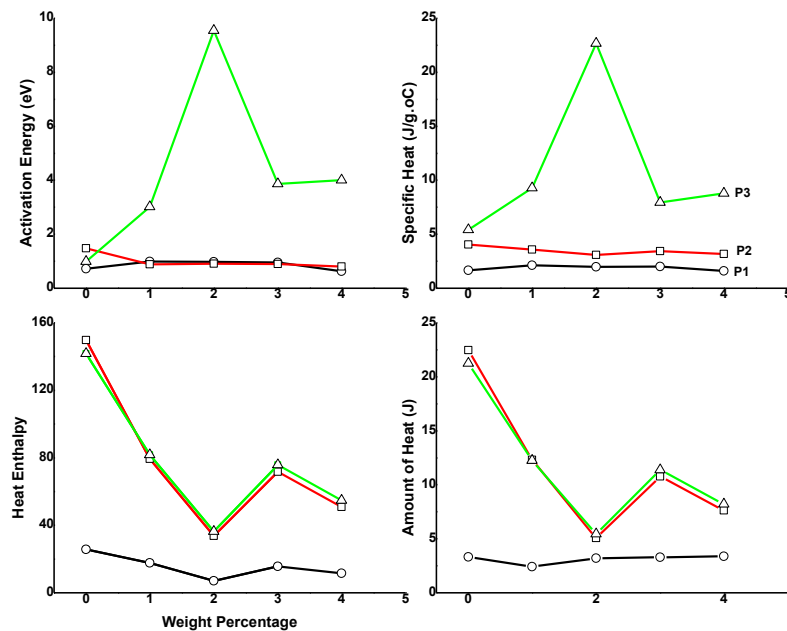 10
8
6
4
2
0
Activation Energy (eV)
0 1 2 3 4 5
25
20
15
10
5
0
Specific Heat (J/g.oC)
P3
P2
P1
0 1 2 3 4 5
160
120
80
40
0
Heat Enthalpy
0 1 2 3 4 5
Weight Percentage
25
20
15
10
5
0
Amount of Heat (J)
0 2 4